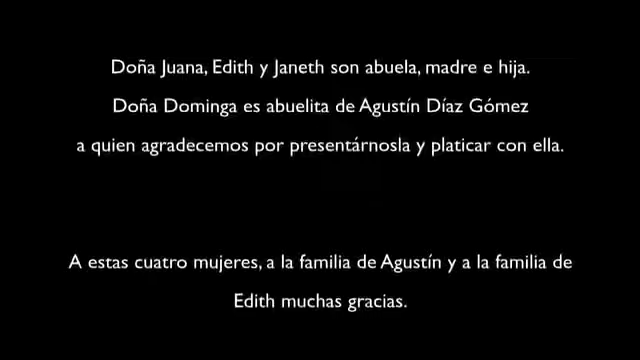 Doña Juana, Edith y Janeth son abuela, madre e hija.
Doña Dominga es abuelita de Agustín Díaz Gómez
a quien agradecemos por presentárnosla y platicar con ella.
A estas cuatro mujeres, a la familia de Agustín y a la familia de
Edith muchas gracias.